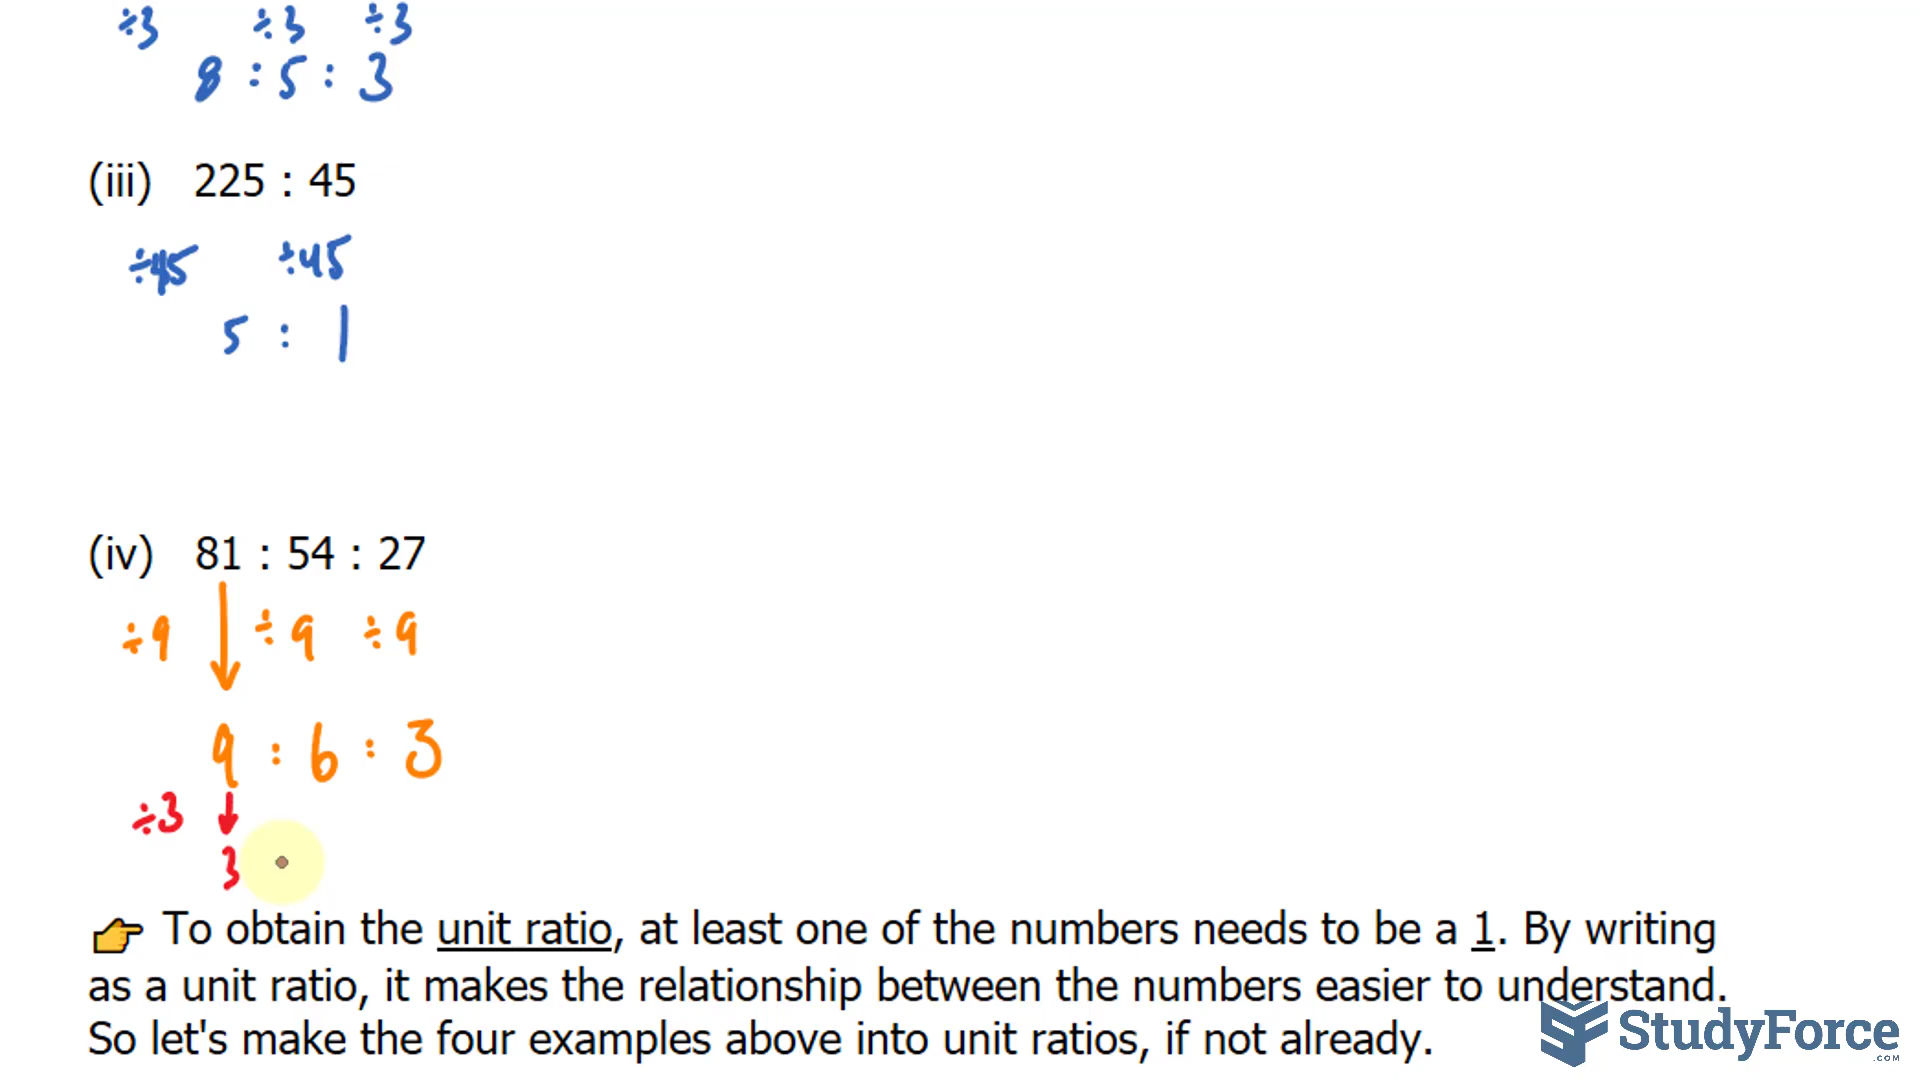 ÷3 ÷3 ÷3
8 : 5 : 3
(iii) 225 : 45
÷45 ÷45
5 : 1
(iv) 81 : 54 : 27
÷9 ÷9 ÷9
9 : 6 : 3
÷3
3
To obtain the unit ratio, at least one of the numbers needs to be a 1. By writing
as a unit ratio, it makes the relationship between the numbers easier to understand.
So let's make the four examples above into unit ratios, if not already.
StudyForce
.COM